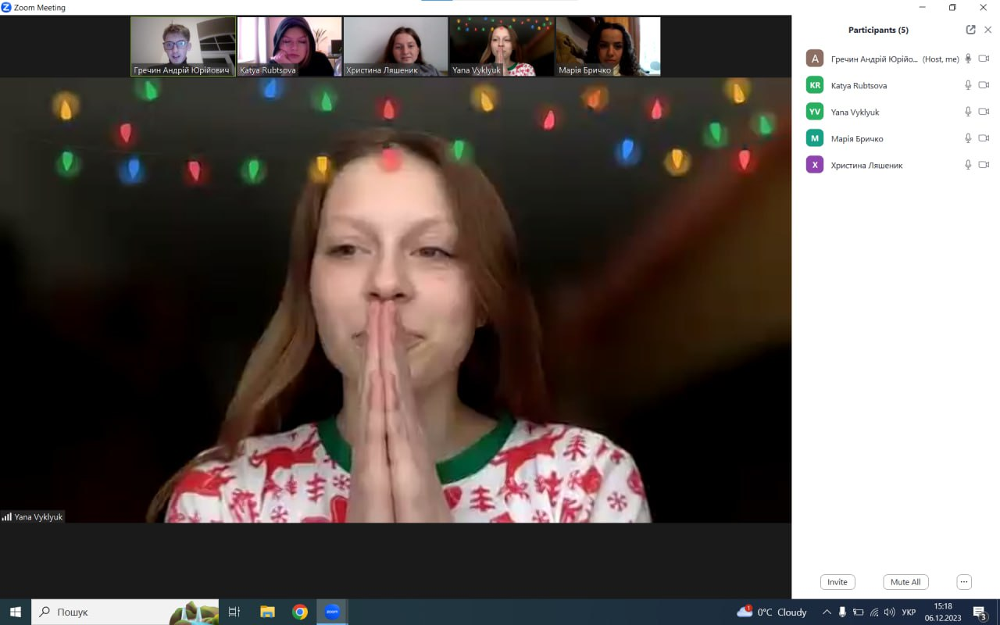 Zoom Meeting
Гречин Андрій Юрійович
Katya Rubtsova
Христина Ляшеник
Yana Vyklyuk
Марія Бричко
Participants (5)
A Гречин Андрій Юрійо... (Host, me)
KR Katya Rubtsova
YV Yana Vyklyuk
М Марія Бричко
Х Христина Ляшеник
Yana Vyklyuk
Invite
Mute All
...
Пошук
zoom
1
0°C Cloudy
УКР
15:18
06.12.2023
3